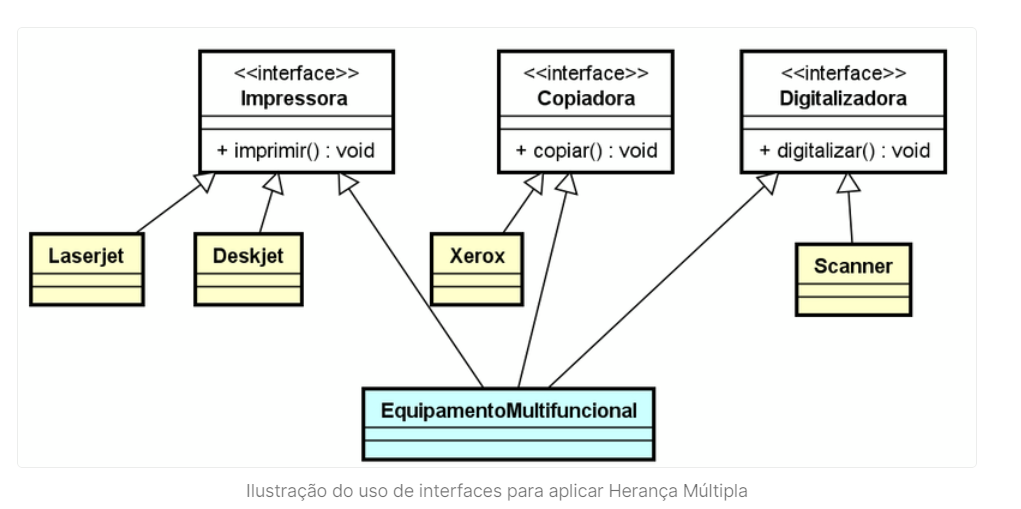 <<interface>>
Impressora
+ imprimir() : void
<<interface>>
Copiadora
+ copiar() : void
<<interface>>
Digitalizadora
+ digitalizar() : void
Laserjet
Deskjet
Xerox
Scanner
EquipamentoMultifuncional
Ilustração do uso de interfaces para aplicar Herança Múltipla